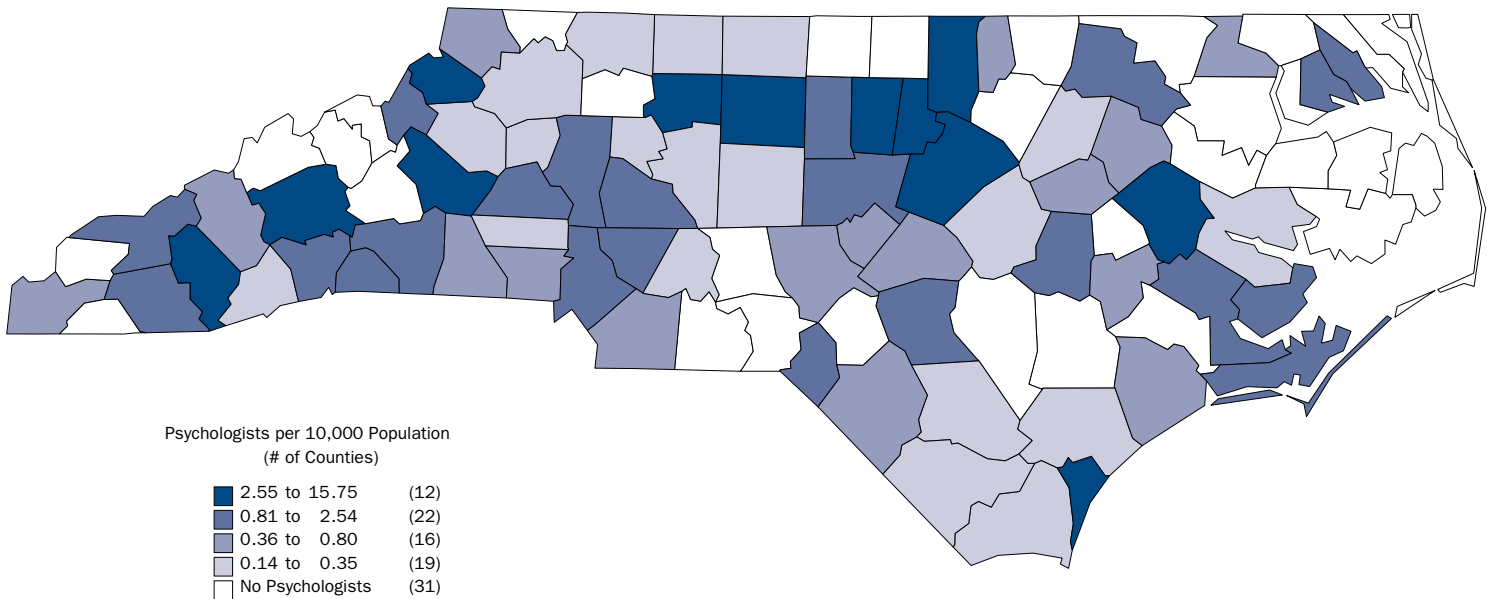 Psychologists per 10,000 Population
(# of Counties)
2.55 to 15.75 (12)
0.81 to 2.54 (22)
0.36 to 0.80 (16)
0.14 to 0.35 (19)
No Psychologists (31)